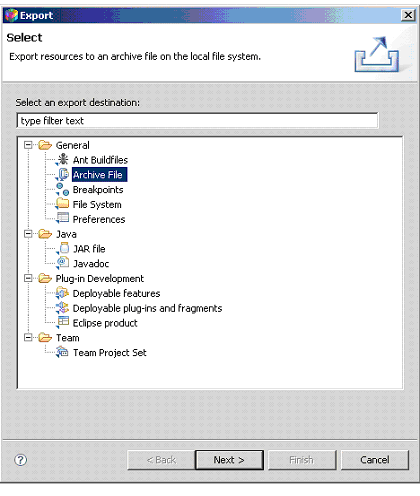 Export
Select
Export resources to an archive file on the local file system.
Select an export destination:
type filter text
General
Ant Buildfiles
Archive File
Breakpoints
File System
Preferences
Java
JAR file
Javadoc
Plug-in Development
Deployable features
Deployable plug-ins and fragments
Eclipse product
Team
Team Project Set
? < Back Next > Finish Cancel